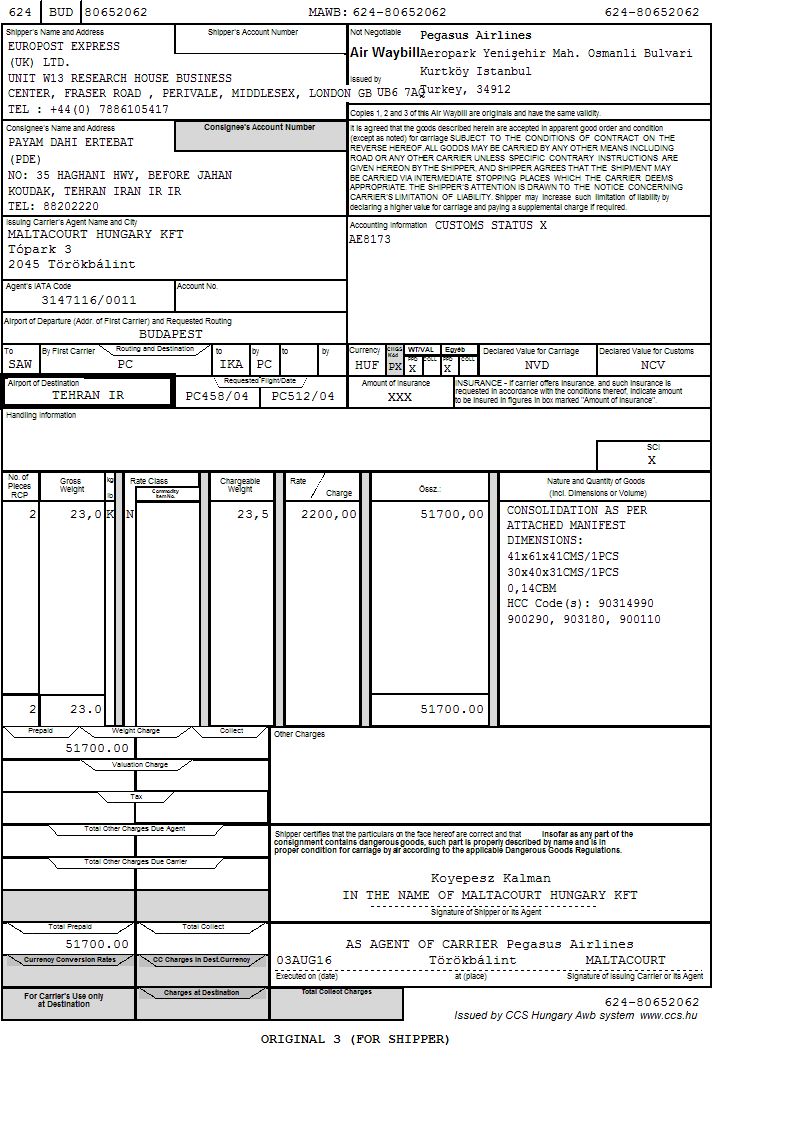 624 BUD 80652062 MAWB: 624-80652062 624-80652062
Shipper's Name and Address
Shipper's Account Number
EUROPOST EXPRESS
(UK) LTD.
UNIT W13 RESEARCH HOUSE BUSINESS
CENTER, FRASER ROAD , PERIVALE, MIDDLESEX, LONDON GB UB6 7AQ
TEL : +44(0) 7886105417
Not Negotiable
Air Waybill
Issued by
Pegasus Airlines
Aeropark Yenişehir Mah. Osmanli Bulvari
Kurtköy Istanbul
Turkey, 34912
Copies 1, 2 and 3 of this Air Waybill are originals and have the same validity.
Consignee's Name and Address
Consignee's Account Number
PAYAM DAHI ERTEBAT
(PDE)
NO: 35 HAGHANI HWY, BEFORE JAHAN
KOUDAK, TEHRAN IRAN IR IR
TEL: 88202220
It is agreed that the goods described herein are accepted in apparent good order and condition
(except as noted) for carriage SUBJECT TO THE CONDITIONS OF CONTRACT ON THE
REVERSE HEREOF. ALL GOODS MAY BE CARRIED BY ANY OTHER MEANS INCLUDING
ROAD OR ANY OTHER CARRIER UNLESS SPECIFIC CONTRARY INSTRUCTIONS ARE
GIVEN HEREON BY THE SHIPPER, AND SHIPPER AGREES THAT THE SHIPMENT MAY
BE CARRIED VIA INTERMEDIATE STOPPING PLACES WHICH THE CARRIER DEEMS
APPROPRIATE. THE SHIPPER'S ATTENTION IS DRAWN TO THE NOTICE CONCERNING
CARRIER'S LIMITATION OF LIABILITY. Shipper may increase such limitation of liability by
declaring a higher value for carriage and paying a supplemental charge if required.
Issuing Carrier's Agent Name and City
MALTACOURT HUNGARY KFT
Tópark 3
2045 Törökbálint
Accounting Information CUSTOMS STATUS X
AE8173
Agent's IATA Code Account No.
3147116/0011
Airport of Departure (Addr. of First Carrier) and Requested Routing
BUDAPEST
To By First Carrier Routing and Destination to by to by
SAW PC IKA PC
Currency CHGS Kód WT/VAL Egyéb Declared Value for Carriage Declared Value for Customs
PPD COLL PPD COLL
HUF PX X X NVD NCV
Airport of Destination Requested Flight/Date Amount of Insurance
TEHRAN IR PC458/04 PC512/04 XXX
INSURANCE - If carrier offers insurance, and such insurance is
requested in accordance with the conditions thereof, indicate amount
to be insured in figures in box marked "Amount of Insurance".
Handling Information
SCI
X
No. of Pieces RCP
Gross Weight
kg lb
Rate Class
Commodity Item No.
Chargeable Weight
Rate / Charge
Össz.:
Nature and Quantity of Goods
(Incl. Dimensions or Volume)
2 23,0 K N 23,5 2200,00 51700,00
CONSOLIDATION AS PER
ATTACHED MANIFEST
DIMENSIONS:
41x61x41CMS/1PCS
30x40x31CMS/1PCS
0,14CBM
HCC Code(s): 90314990
900290, 903180, 900110
2 23.0 51700.00
Prepaid Weight Charge Collect
51700.00
Other Charges
Valuation Charge
Tax
Total Other Charges Due Agent
Total Other Charges Due Carrier
Shipper certifies that the particulars on the face hereof are correct and that insofar as any part of the
consignment contains dangerous goods, such part is properly described by name and is in
proper condition for carriage by air according to the applicable Dangerous Goods Regulations.
Koyepesz Kalman
IN THE NAME OF MALTACOURT HUNGARY KFT
Signature of Shipper or its Agent
Total Prepaid Total Collect
51700.00
AS AGENT OF CARRIER Pegasus Airlines
Currency Conversion Rates CC Charges in Dest.Currency
03AUG16 Törökbálint MALTACOURT
Executed on (date) at (place) Signature of Issuing Carrier or its Agent
For Carrier's Use only
at Destination
Charges at Destination
Total Collect Charges
624-80652062
Issued by CCS Hungary Awb system www.ccs.hu
ORIGINAL 3 (FOR SHIPPER)